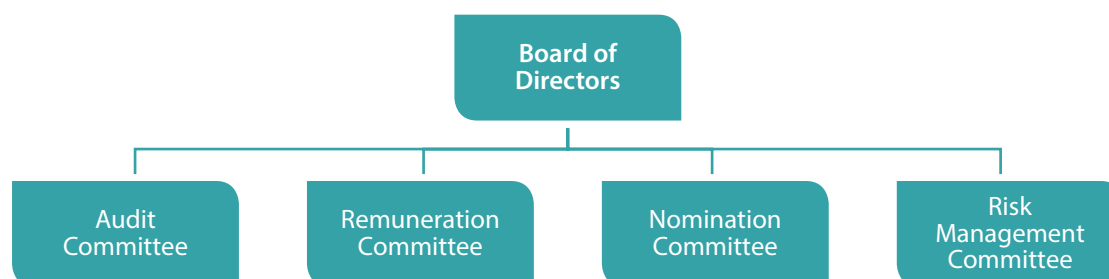 Board of
Directors
Audit
Committee
Remuneration
Committee
Nomination
Committee
Risk
Management
Committee